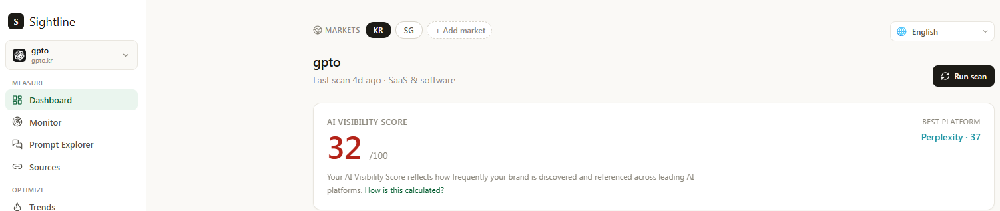 S Sightline
gpto
gpto.kr
MEASURE
Dashboard
Monitor
Prompt Explorer
Sources
OPTIMIZE
Trends
MARKETS KR SG + Add market
English
gpto
Last scan 4d ago · SaaS & software
Run scan
AI VISIBILITY SCORE
32 /100
Your AI Visibility Score reflects how frequently your brand is discovered and referenced across leading AI
platforms. How is this calculated?
BEST PLATFORM
Perplexity · 37